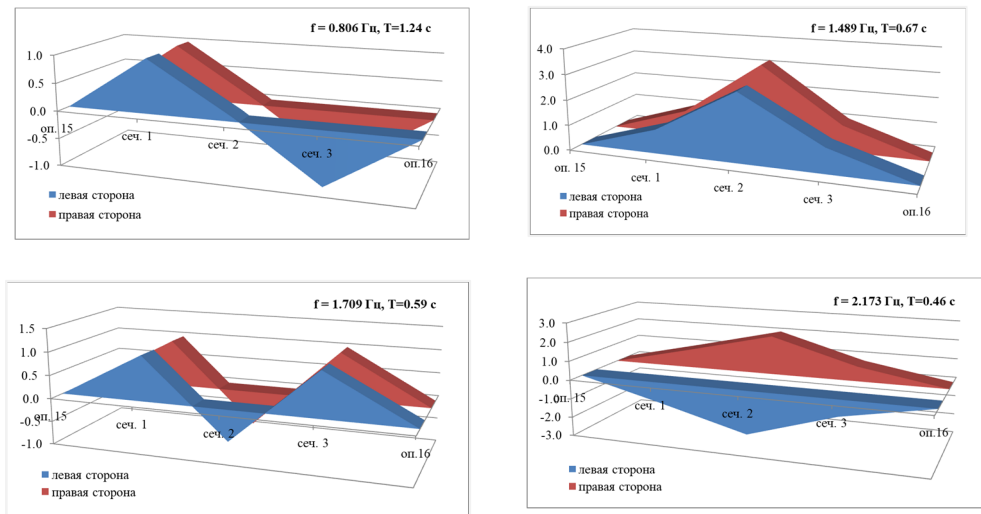 f = 0.806 Гц, T=1.24 с
1.0
0.5
0.0
-0.5
-1.0
оп. 15
сеч. 1
сеч. 2
сеч. 3
оп.16
левая сторона
правая сторона
f = 1.489 Гц, T=0.67 с
4.0
3.0
2.0
1.0
0.0
оп. 15
сеч. 1
сеч. 2
сеч. 3
оп.16
левая сторона
правая сторона
f = 1.709 Гц, T=0.59 с
1.5
1.0
0.5
0.0
-0.5
-1.0
оп. 15
сеч. 1
сеч. 2
сеч. 3
оп.16
левая сторона
правая сторона
f = 2.173 Гц, T=0.46 с
3.0
2.0
1.0
0.0
-1.0
-2.0
-3.0
оп. 15
сеч. 1
сеч. 2
сеч. 3
оп.16
левая сторона
правая сторона